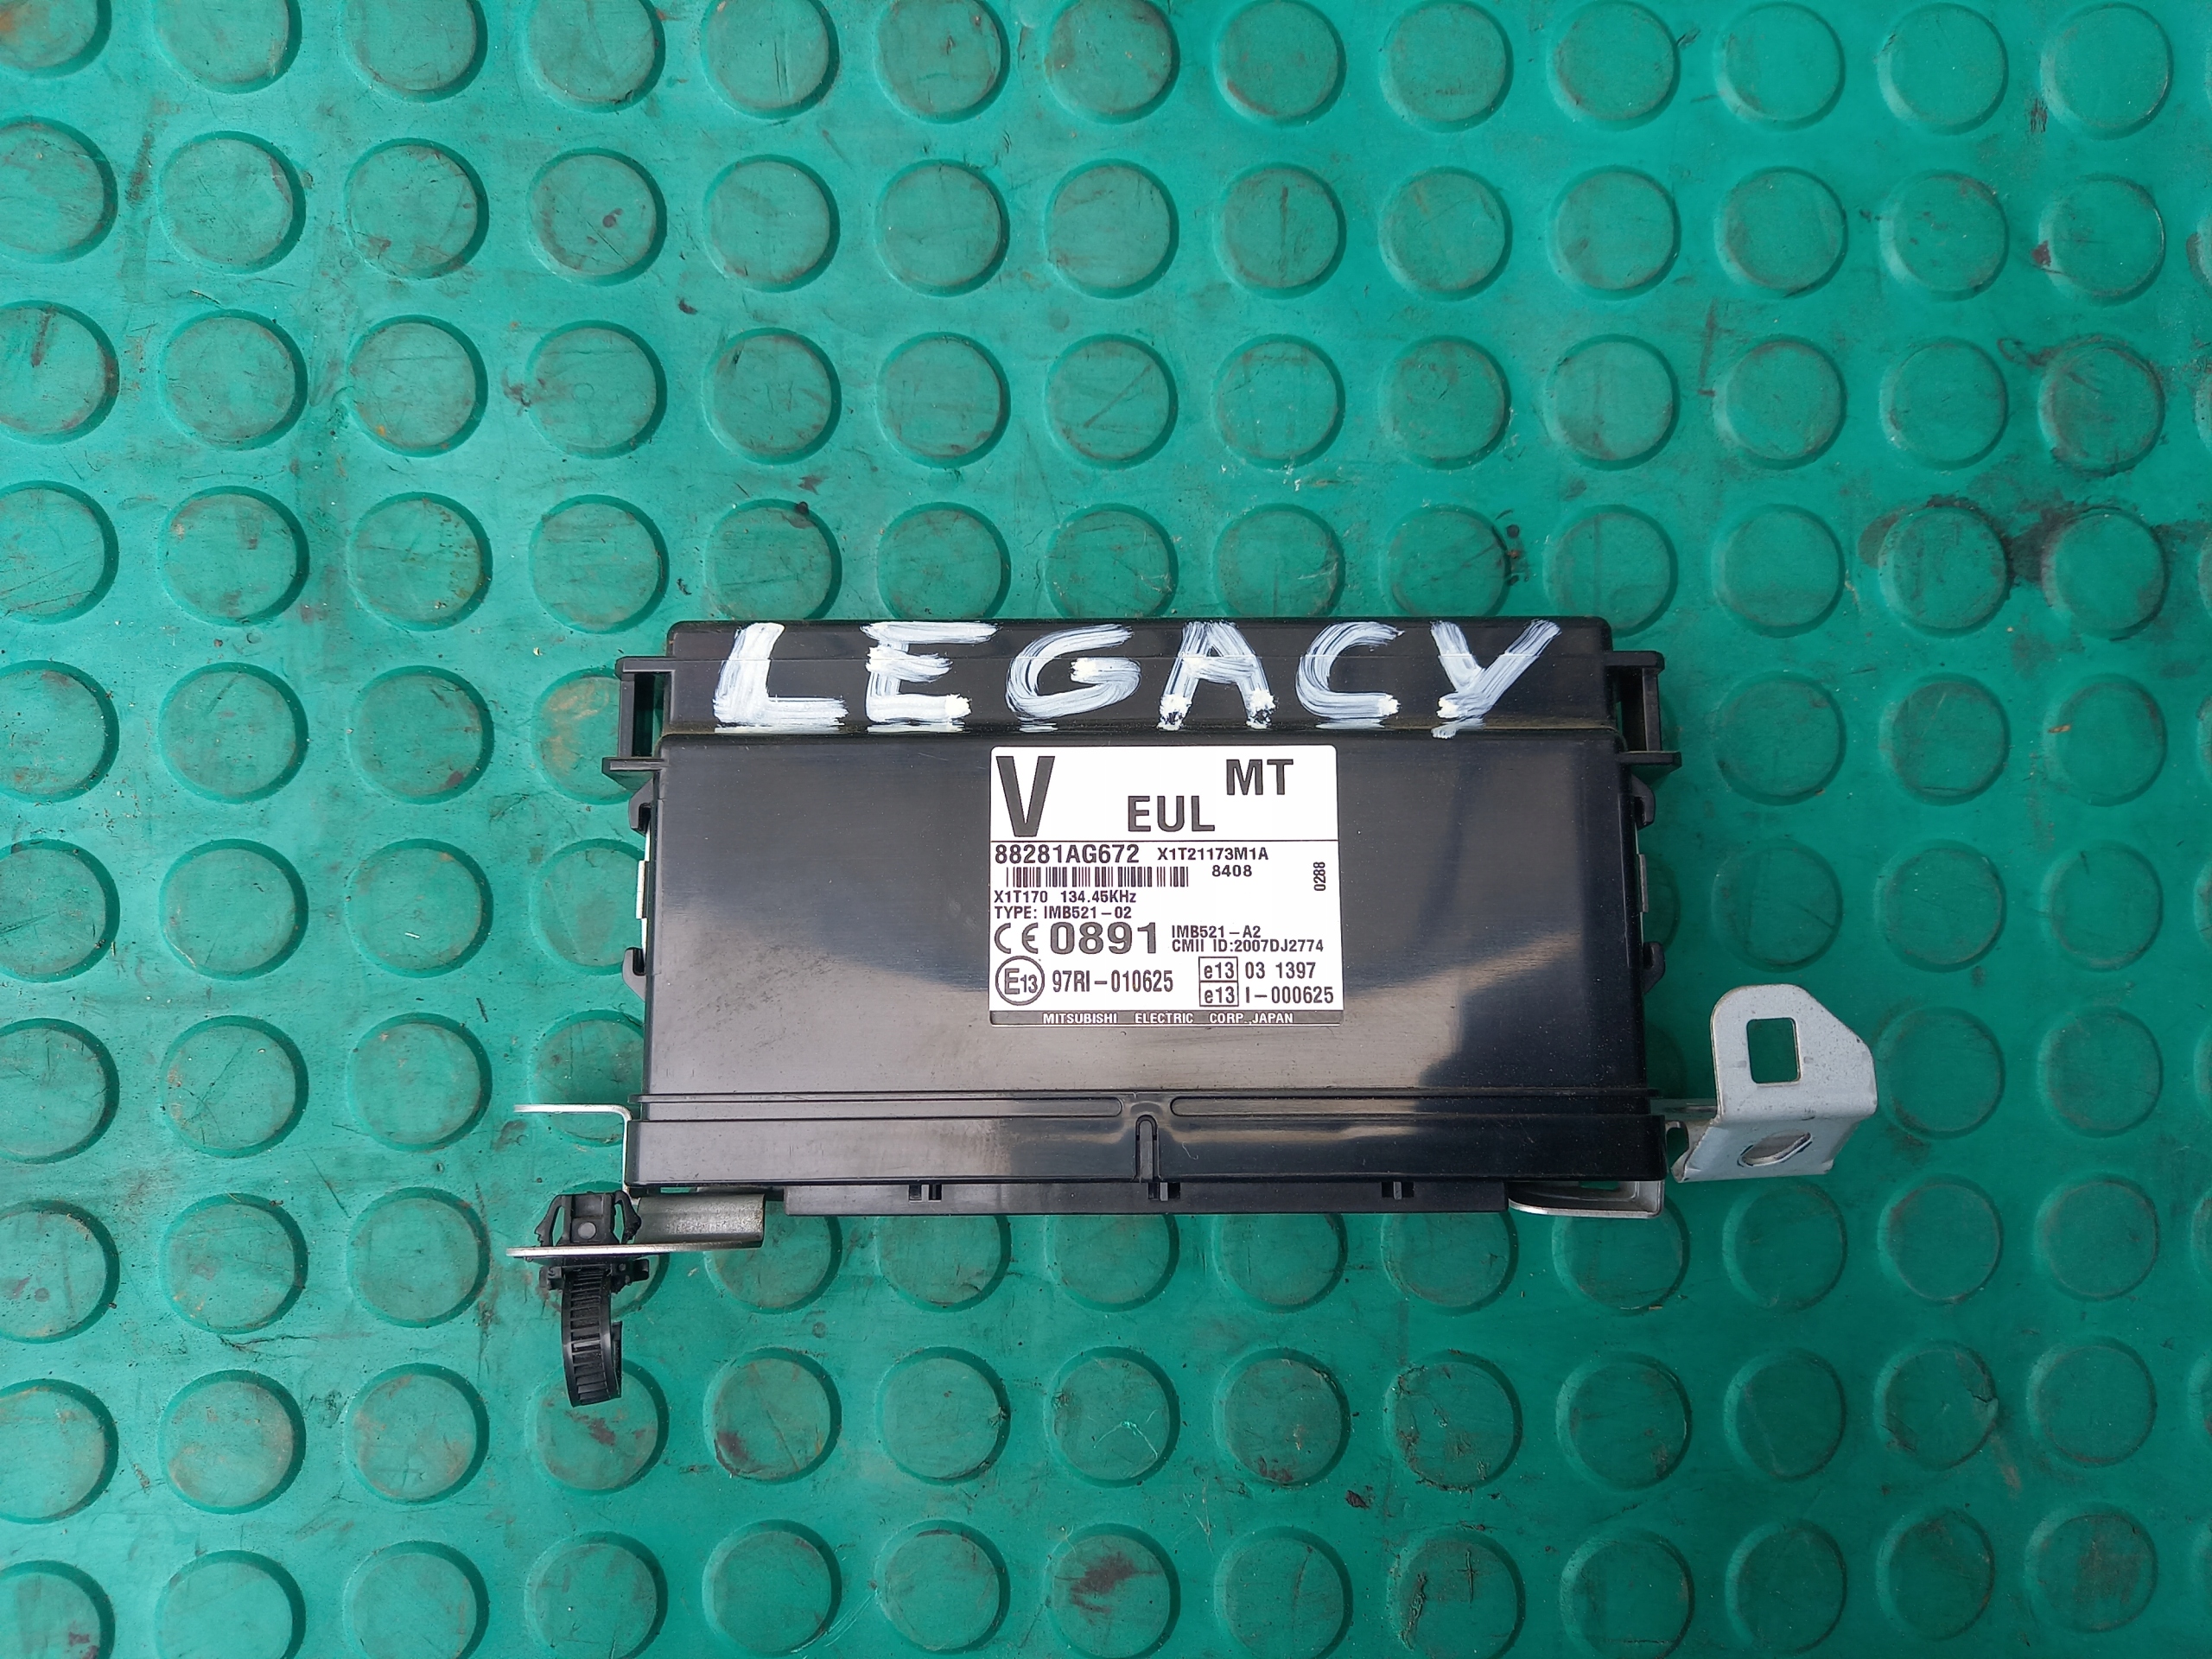 LEGACY
V EUL MT
88281AG672 X1T21173M1A
8408
0288
X1T170 134.45KHz
TYPE: IMB521-02
CE 0891 IMB521-A2
CMII ID:2007DJ2774
E13 97RI-010625 e13 03 1397
e13 I-000625
MITSUBISHI ELECTRIC CORP.,JAPAN